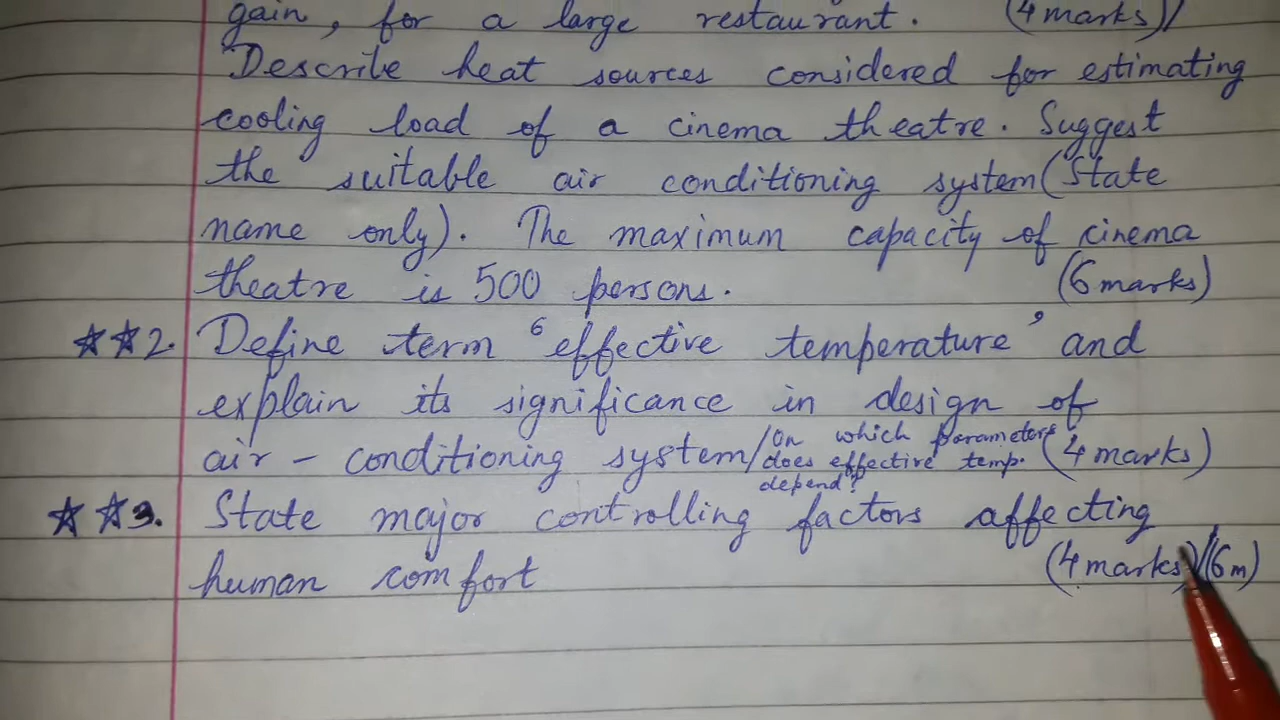 gain, for a large restaurant. (4 marks)/
Describe heat sources considered for estimating
cooling load of a cinema theatre. Suggest
the suitable air conditioning system (State
name only). The maximum capacity of cinema
theatre is 500 persons. (6 marks)
★★2. Define term ‘effective temperature’ and
explain its significance in design of
air - conditioning system/On which parameters does effective temp. depend? (4 marks)
★★3. State major controlling factors affecting
human comfort (4 marks)/(6m)